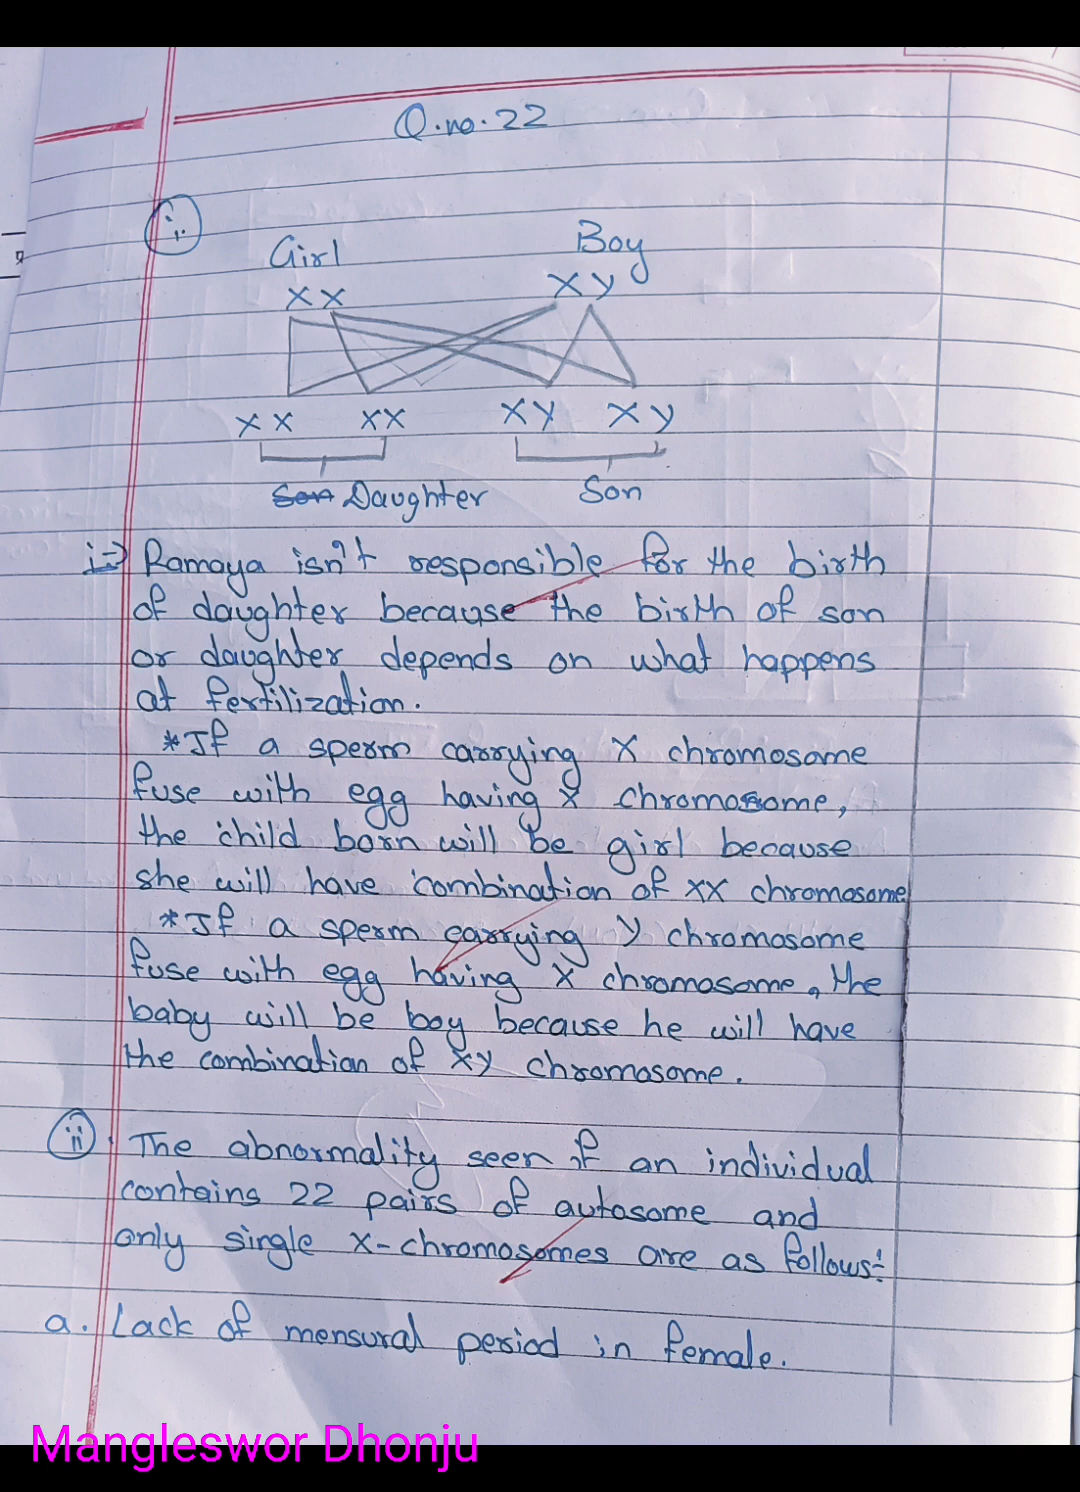 Q.no.22
i.
Girl Boy
XX XY
XX XX XY XY
Son Daughter Son
i→ Ramaya isn't responsible for the birth
of daughter because the birth of son
or daughter depends on what happens
at fertilization.
*If a sperm carrying X chromosome
fuse with egg having X chromosome,
the child born will be girl because
she will have combination of XX chromosome
*If a sperm carrying Y chromosome
fuse with egg having X chromosome, the
baby will be boy because he will have
the combination of XY chromosome.
ii. The abnormality seen if an individual
contains 22 pairs of autosome and
only single X-chromosomes are as follows:
a. Lack of mensural period in female.
Mangleswor Dhonju